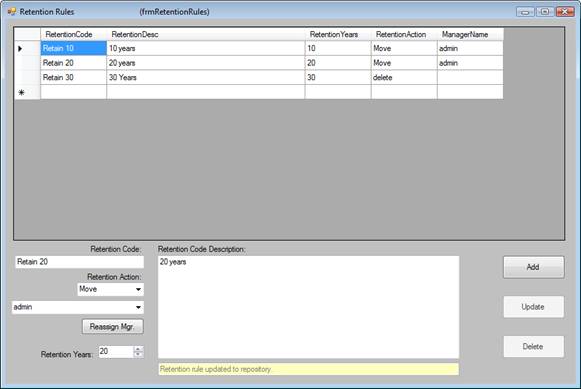 Retention Rules (frmRetentionRules)
RetentionCode RetentionDesc RetentionYears RetentionAction ManagerName
Retain 10 10 years 10 Move admin
Retain 20 20 years 20 Move admin
Retain 30 30 Years 30 delete
Retention Code: Retention Code Description:
Retain 20 20 years
Add
Retention Action:
Move
admin
Update
Reassign Mgr.
Delete
Retention Years: 20
Retention rule updated to repository.